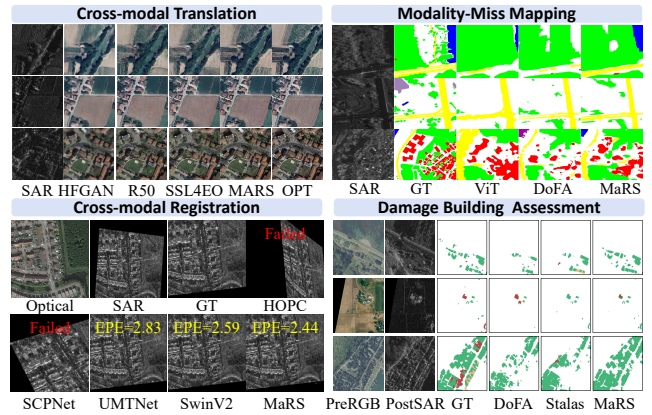 Cross-modal Translation
SAR HFGAN R50 SSL4EO MARS OPT
Modality-Miss Mapping
SAR GT ViT DoFA MaRS
Cross-modal Registration
Failed
Optical SAR GT HOPC
Failed EPE=2.83 EPE=2.59 EPE=2.44
SCPNet UMTNet SwinV2 MaRS
Damage Building Assessment
PreRGB PostSAR GT DoFA Stalas MaRS